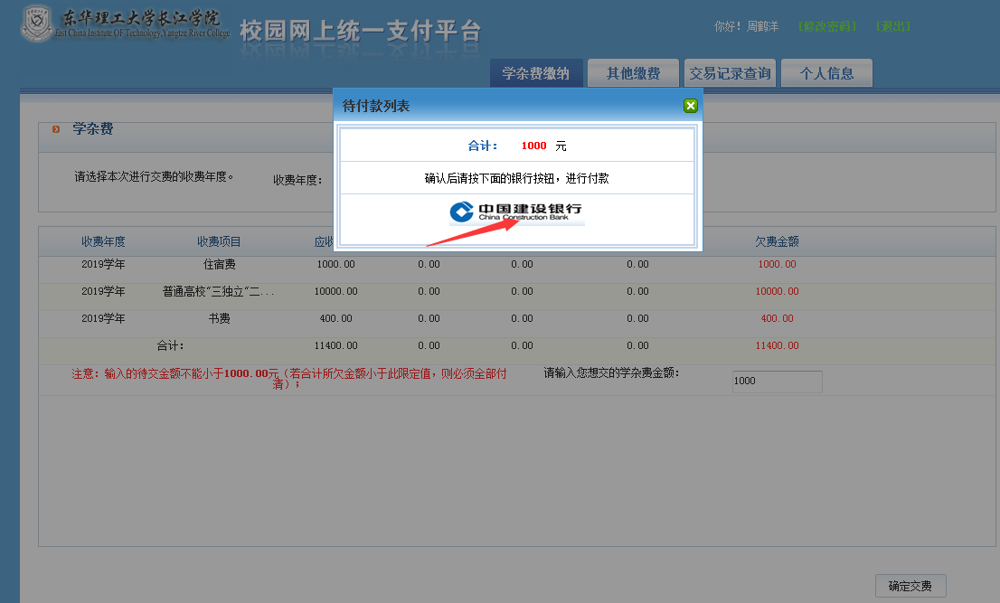 东华理工大学长江学院
East China Institute Of Technology,Yangtze River College
校园网上统一支付平台
你好! 周鹤洋 [修改密码] [退出]
学杂费缴纳 其他缴费 交易记录查询 个人信息
待付款列表
合计: 1000 元
确认后请按下面的银行按钮，进行付款
中国建设银行
China Construction Bank
学杂费
请选择本次进行交费的收费年度。 收费年度:
收费年度 收费项目 应收 欠费金额
2019学年 住宿费 1000.00 0.00 0.00 0.00 1000.00
2019学年 普通高校“三独立”二... 10000.00 0.00 0.00 0.00 10000.00
2019学年 书费 400.00 0.00 0.00 0.00 400.00
合计: 11400.00 0.00 0.00 0.00 11400.00
注意: 输入的待交金额不能小于1000.00元（若合计所欠金额小于此限定值，则必须全部付
清）;
请输入您想交的学杂费金额: 1000
确定交费